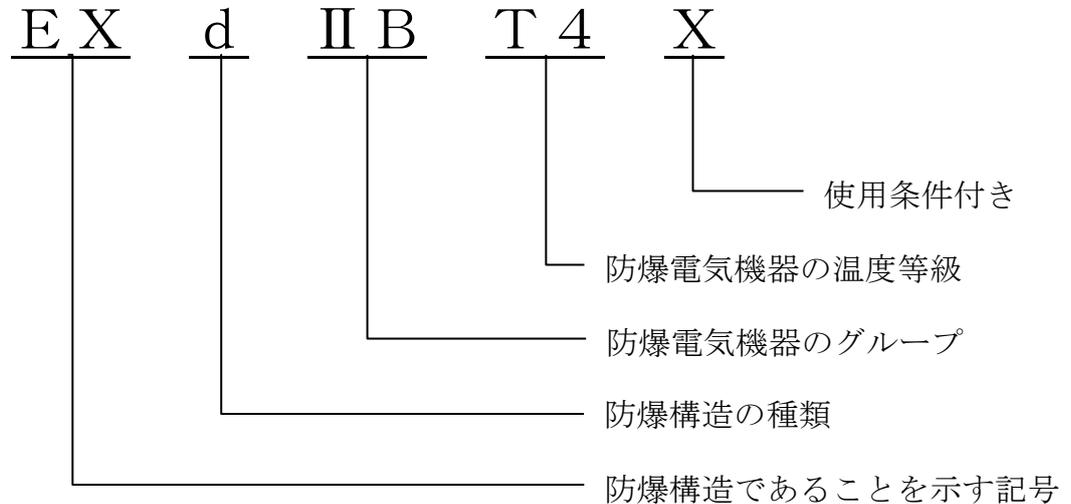 ＥＸ ｄ ⅡＢ Ｔ４ Ｘ
使用条件付き
防爆電気機器の温度等級
防爆電気機器のグループ
防爆構造の種類
防爆構造であることを示す記号